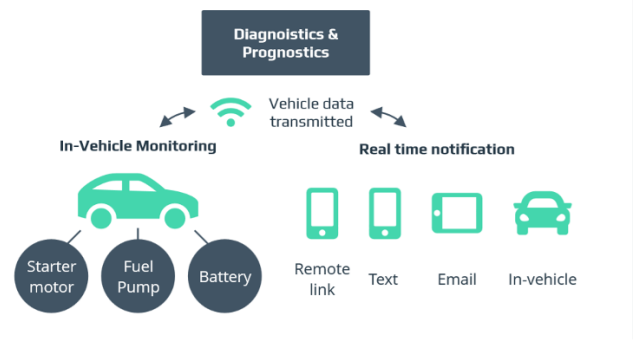 Diagnoistics &
Prognostics
Vehicle data
transmitted
In-Vehicle Monitoring
Real time notification
Starter
motor
Fuel
Pump
Battery
Remote
link
Text
Email
In-vehicle